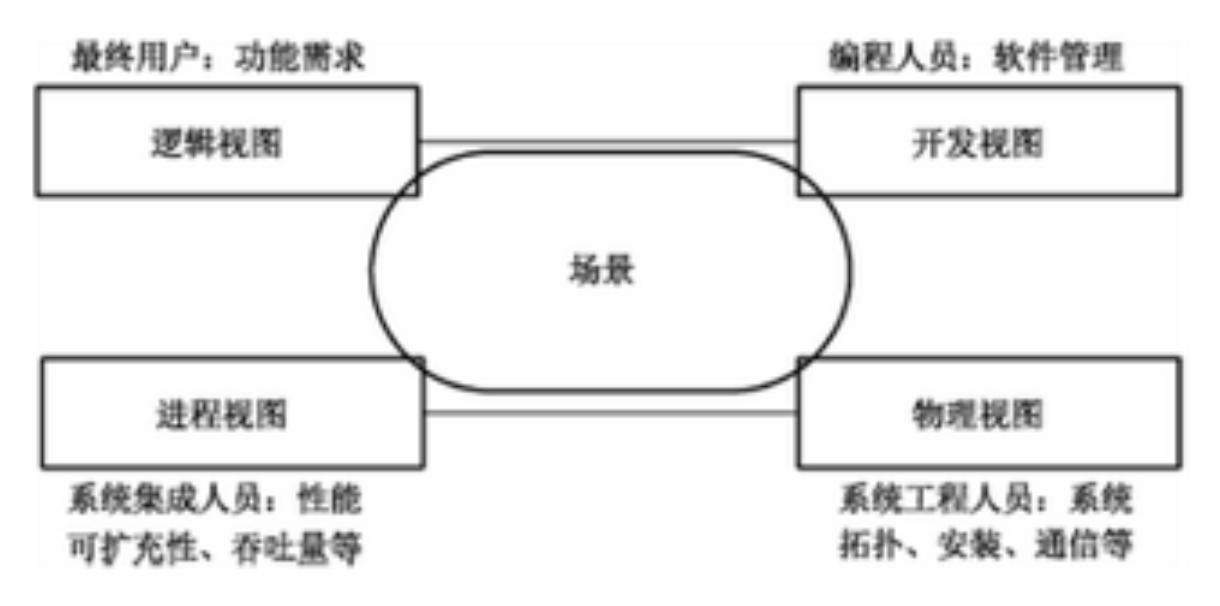 最终用户：功能需求
编程人员：软件管理
逻辑视图
开发视图
场景
进程视图
物理视图
系统集成人员：性能
可扩充性、吞吐量等
系统工程人员：系统
拓扑、安装、通信等